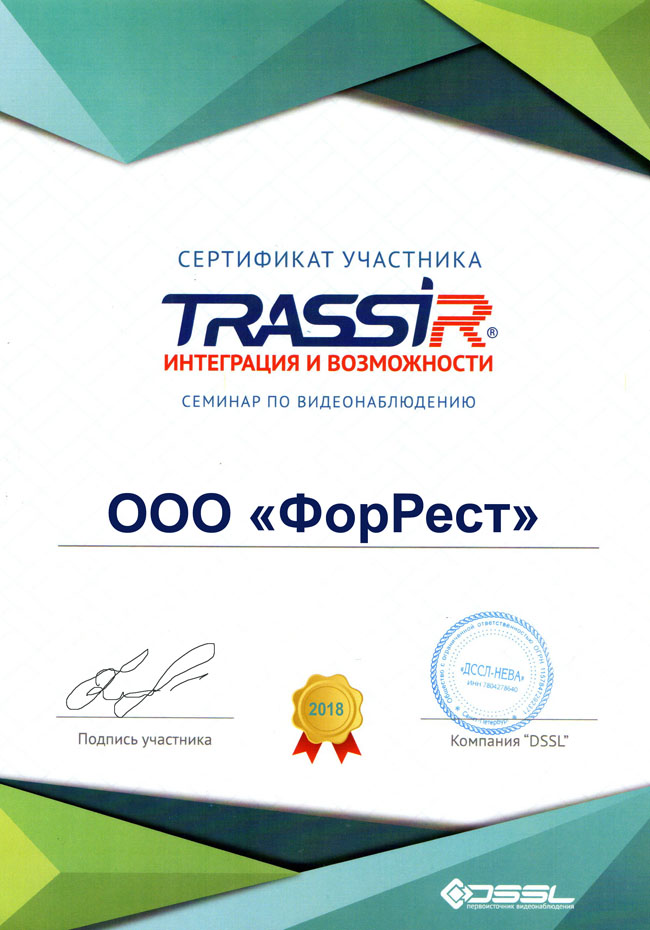 СЕРТИФИКАТ УЧАСТНИКА
TRASSIR®
ИНТЕГРАЦИЯ И ВОЗМОЖНОСТИ
СЕМИНАР ПО ВИДЕОНАБЛЮДЕНИЮ
ООО «ФорРест»
Общество с ограниченной ответственностью ОГРН
«ДССЛ-НЕВА»
ИНН 7804278640
Санкт-Петербург
2018
Подпись участника
Компания “DSSL”
DSSL
первоисточник видеонаблюдения